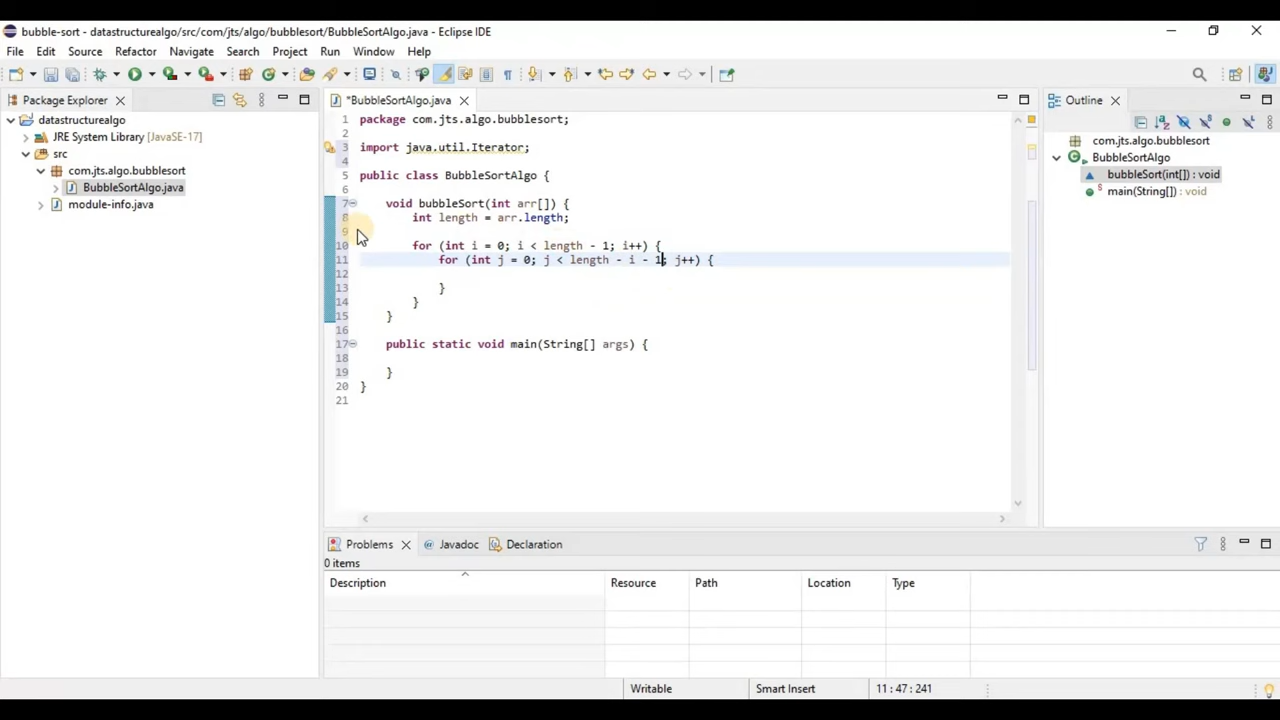 bubble-sort - datastructurealgo/src/com/jts/algo/bubblesort/BubbleSortAlgo.java - Eclipse IDE
File Edit Source Refactor Navigate Search Project Run Window Help
Package Explorer
datastructurealgo
JRE System Library [JavaSE-17]
src
com.jts.algo.bubblesort
BubbleSortAlgo.java
module-info.java
*BubbleSortAlgo.java
1 package com.jts.algo.bubblesort;
2
3 import java.util.Iterator;
4
5 public class BubbleSortAlgo {
6
7 void bubbleSort(int arr[]) {
8 int length = arr.length;
9
10 for (int i = 0; i < length - 1; i++) {
11 for (int j = 0; j < length - i - 1; j++) {
12
13 }
14 }
15 }
16
17 public static void main(String[] args) {
18
19 }
20 }
21
Outline
com.jts.algo.bubblesort
BubbleSortAlgo
bubbleSort(int[]) : void
main(String[]) : void
Problems Javadoc Declaration
0 items
Description Resource Path Location Type
Writable Smart Insert 11 : 47 : 241